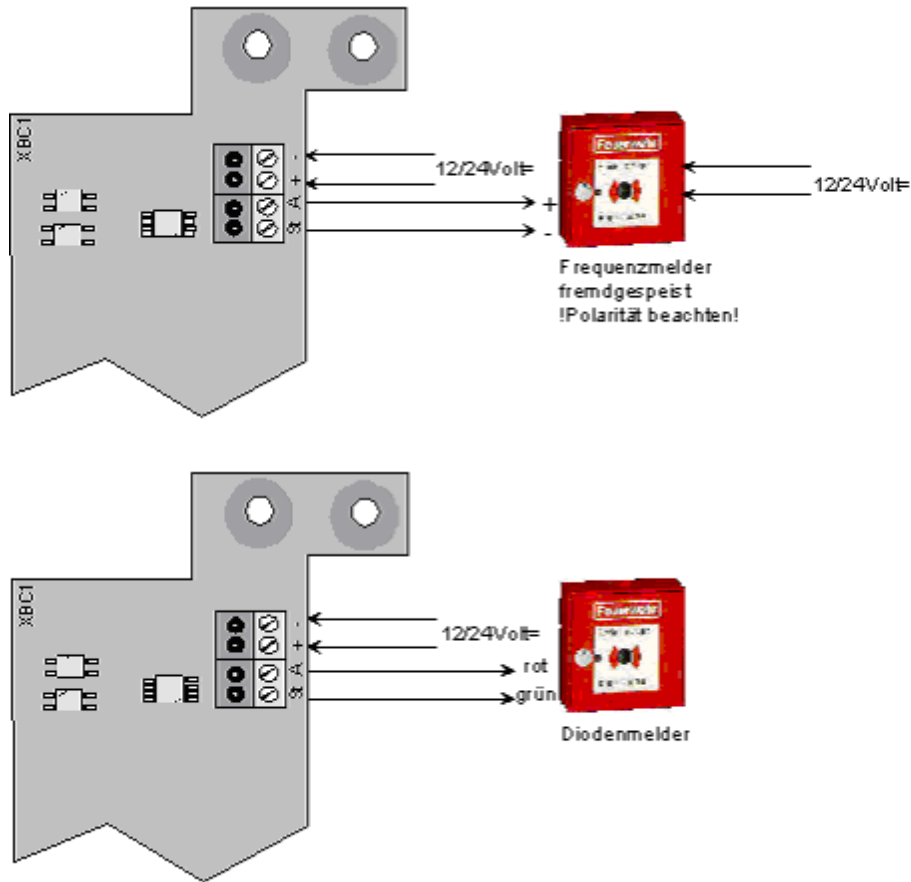 XBC1
-
+
A
St
12/24Volt=
+
-
Feuerwehr
12/24Volt=
Frequenzmelder
fremdgespeist
!Polarität beachten!
XBC1
-
+
A
St
12/24Volt=
rot
grün
Feuerwehr
Diodenmelder